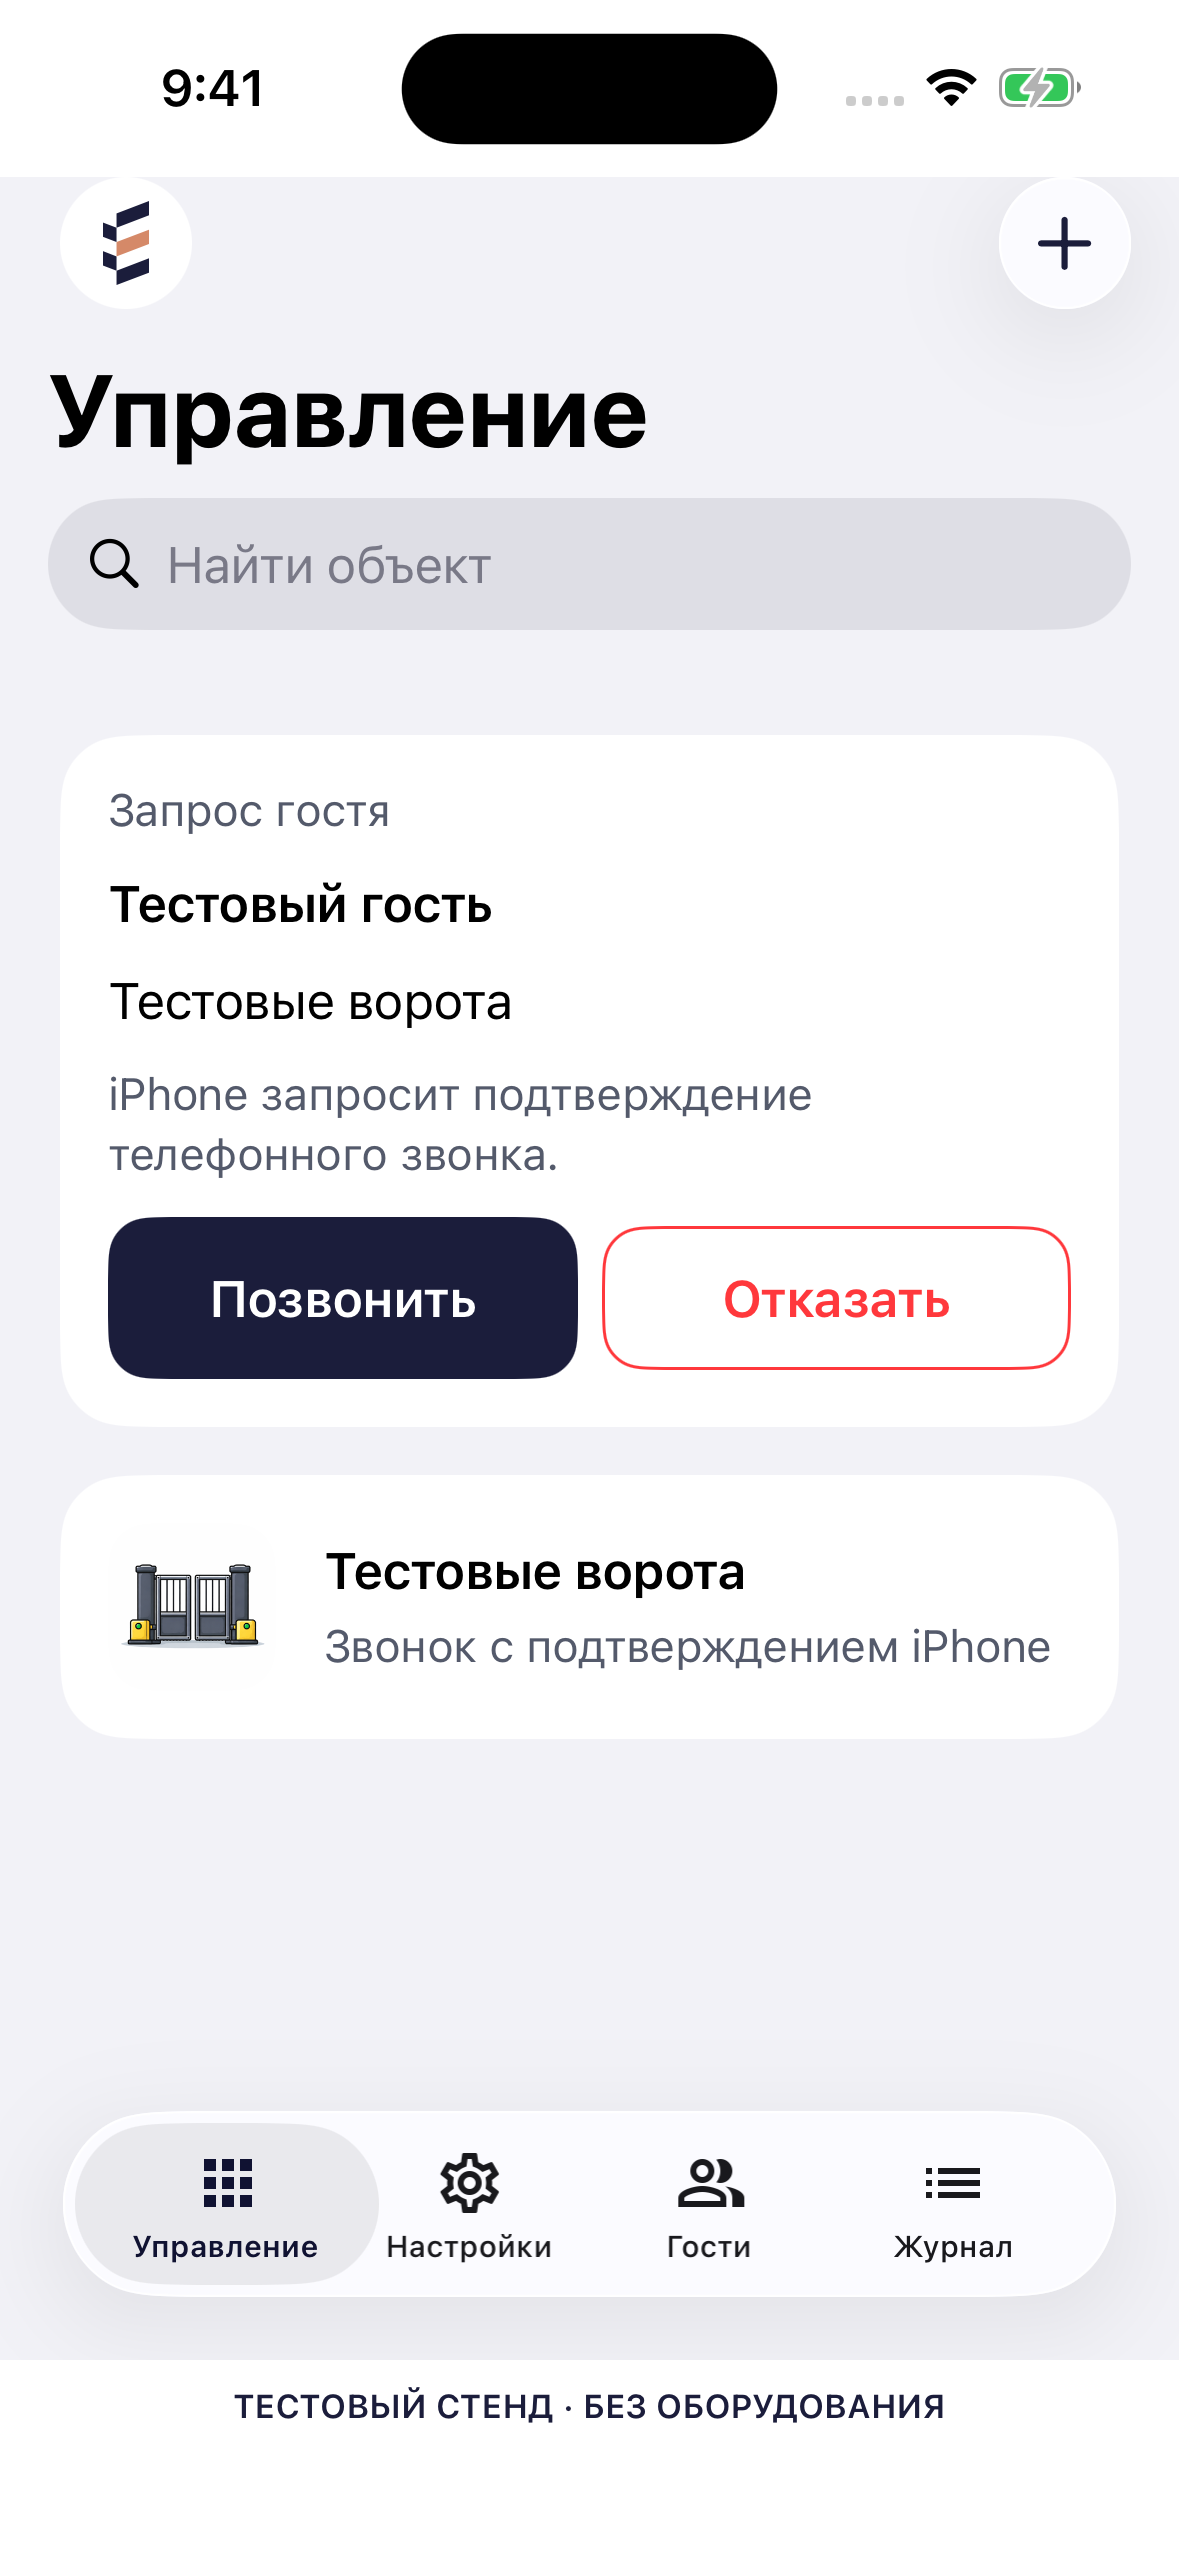 9:41
Управление
Найти объект
Запрос гостя
Тестовый гость
Тестовые ворота
iPhone запросит подтверждение
телефонного звонка.
Позвонить
Отказать
Тестовые ворота
Звонок с подтверждением iPhone
Управление
Настройки
Гости
Журнал
ТЕСТОВЫЙ СТЕНД · БЕЗ ОБОРУДОВАНИЯ